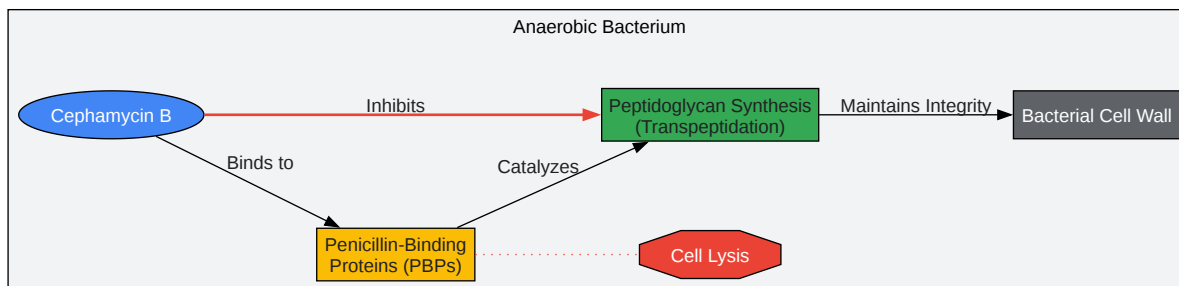 Anaerobic Bacterium
Cephamycin B
Inhibits
Peptidoglycan Synthesis
(Transpeptidation)
Maintains Integrity
Bacterial Cell Wall
Binds to
Catalyzes
Penicillin-Binding
Proteins (PBPs)
Cell Lysis